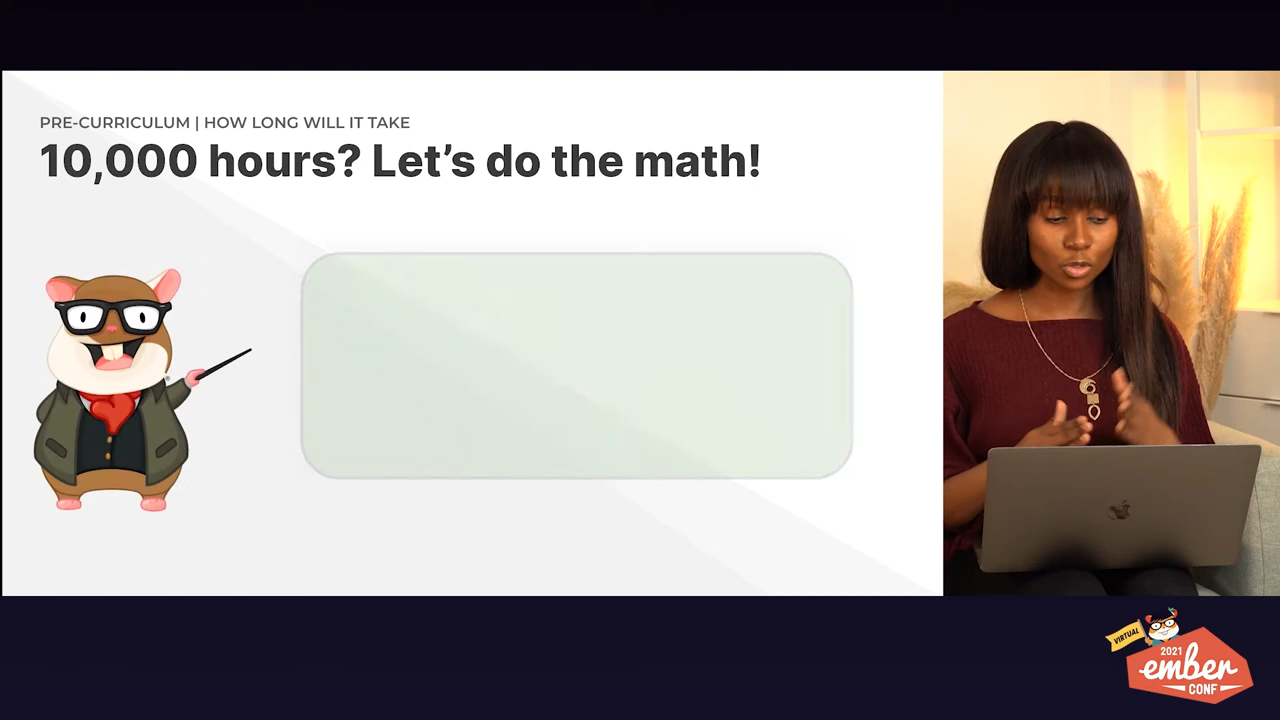 PRE-CURRICULUM | HOW LONG WILL IT TAKE
10,000 hours? Let’s do the math!
VIRTUAL
2021
ember
CONF